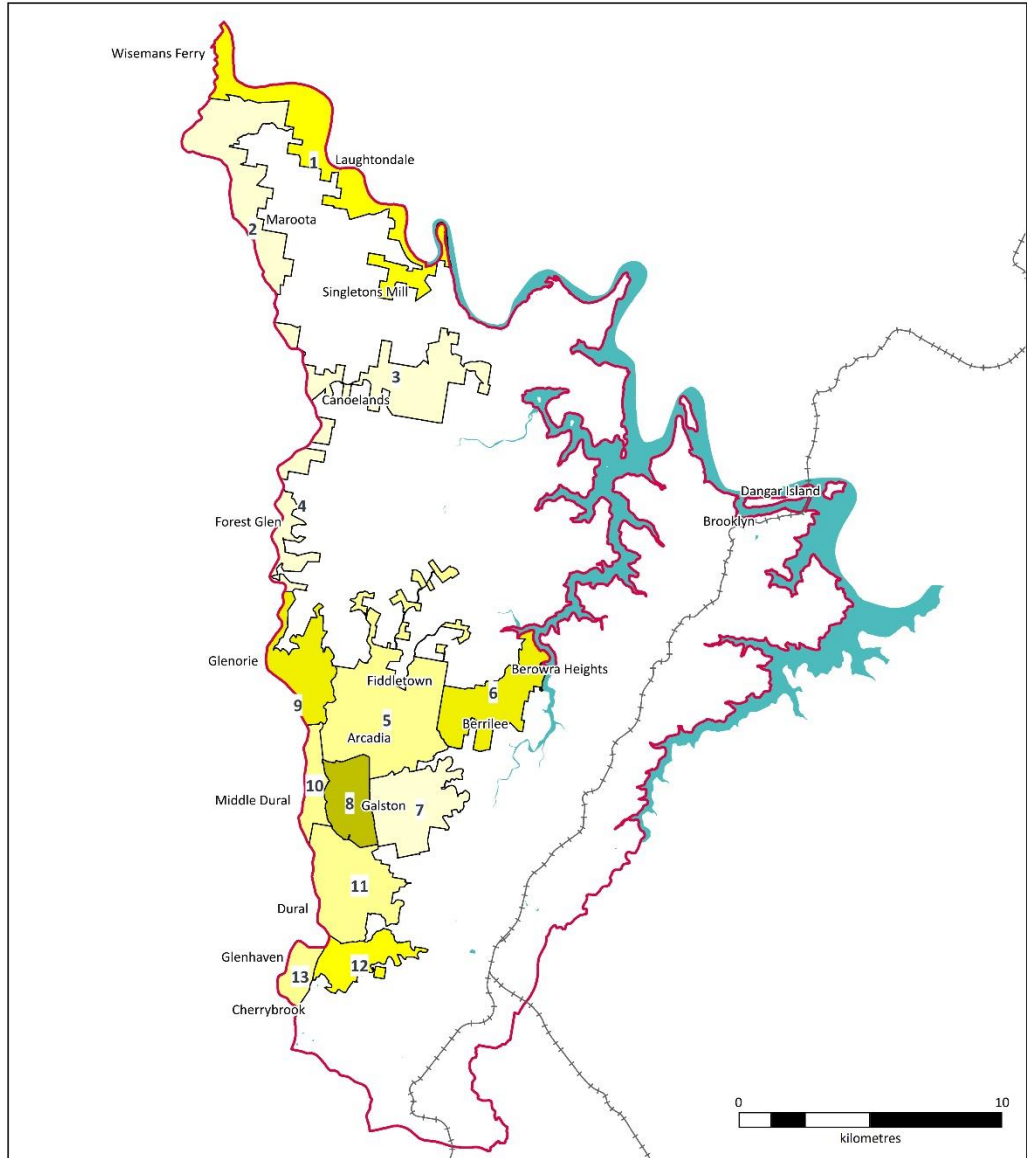 Wisemans Ferry
1
Laughtondale
2
Maroota
Singletons Mill
3
Canoelands
4
Forest Glen
Dangar Island
Brooklyn
Glenorie
Fiddletown
Berowra Heights
6
9
5
Berrilee
Arcadia
10
Middle Dural
8
Galston
7
11
Dural
Glenhaven
12
13
Cherrybrook
0
10
kilometres